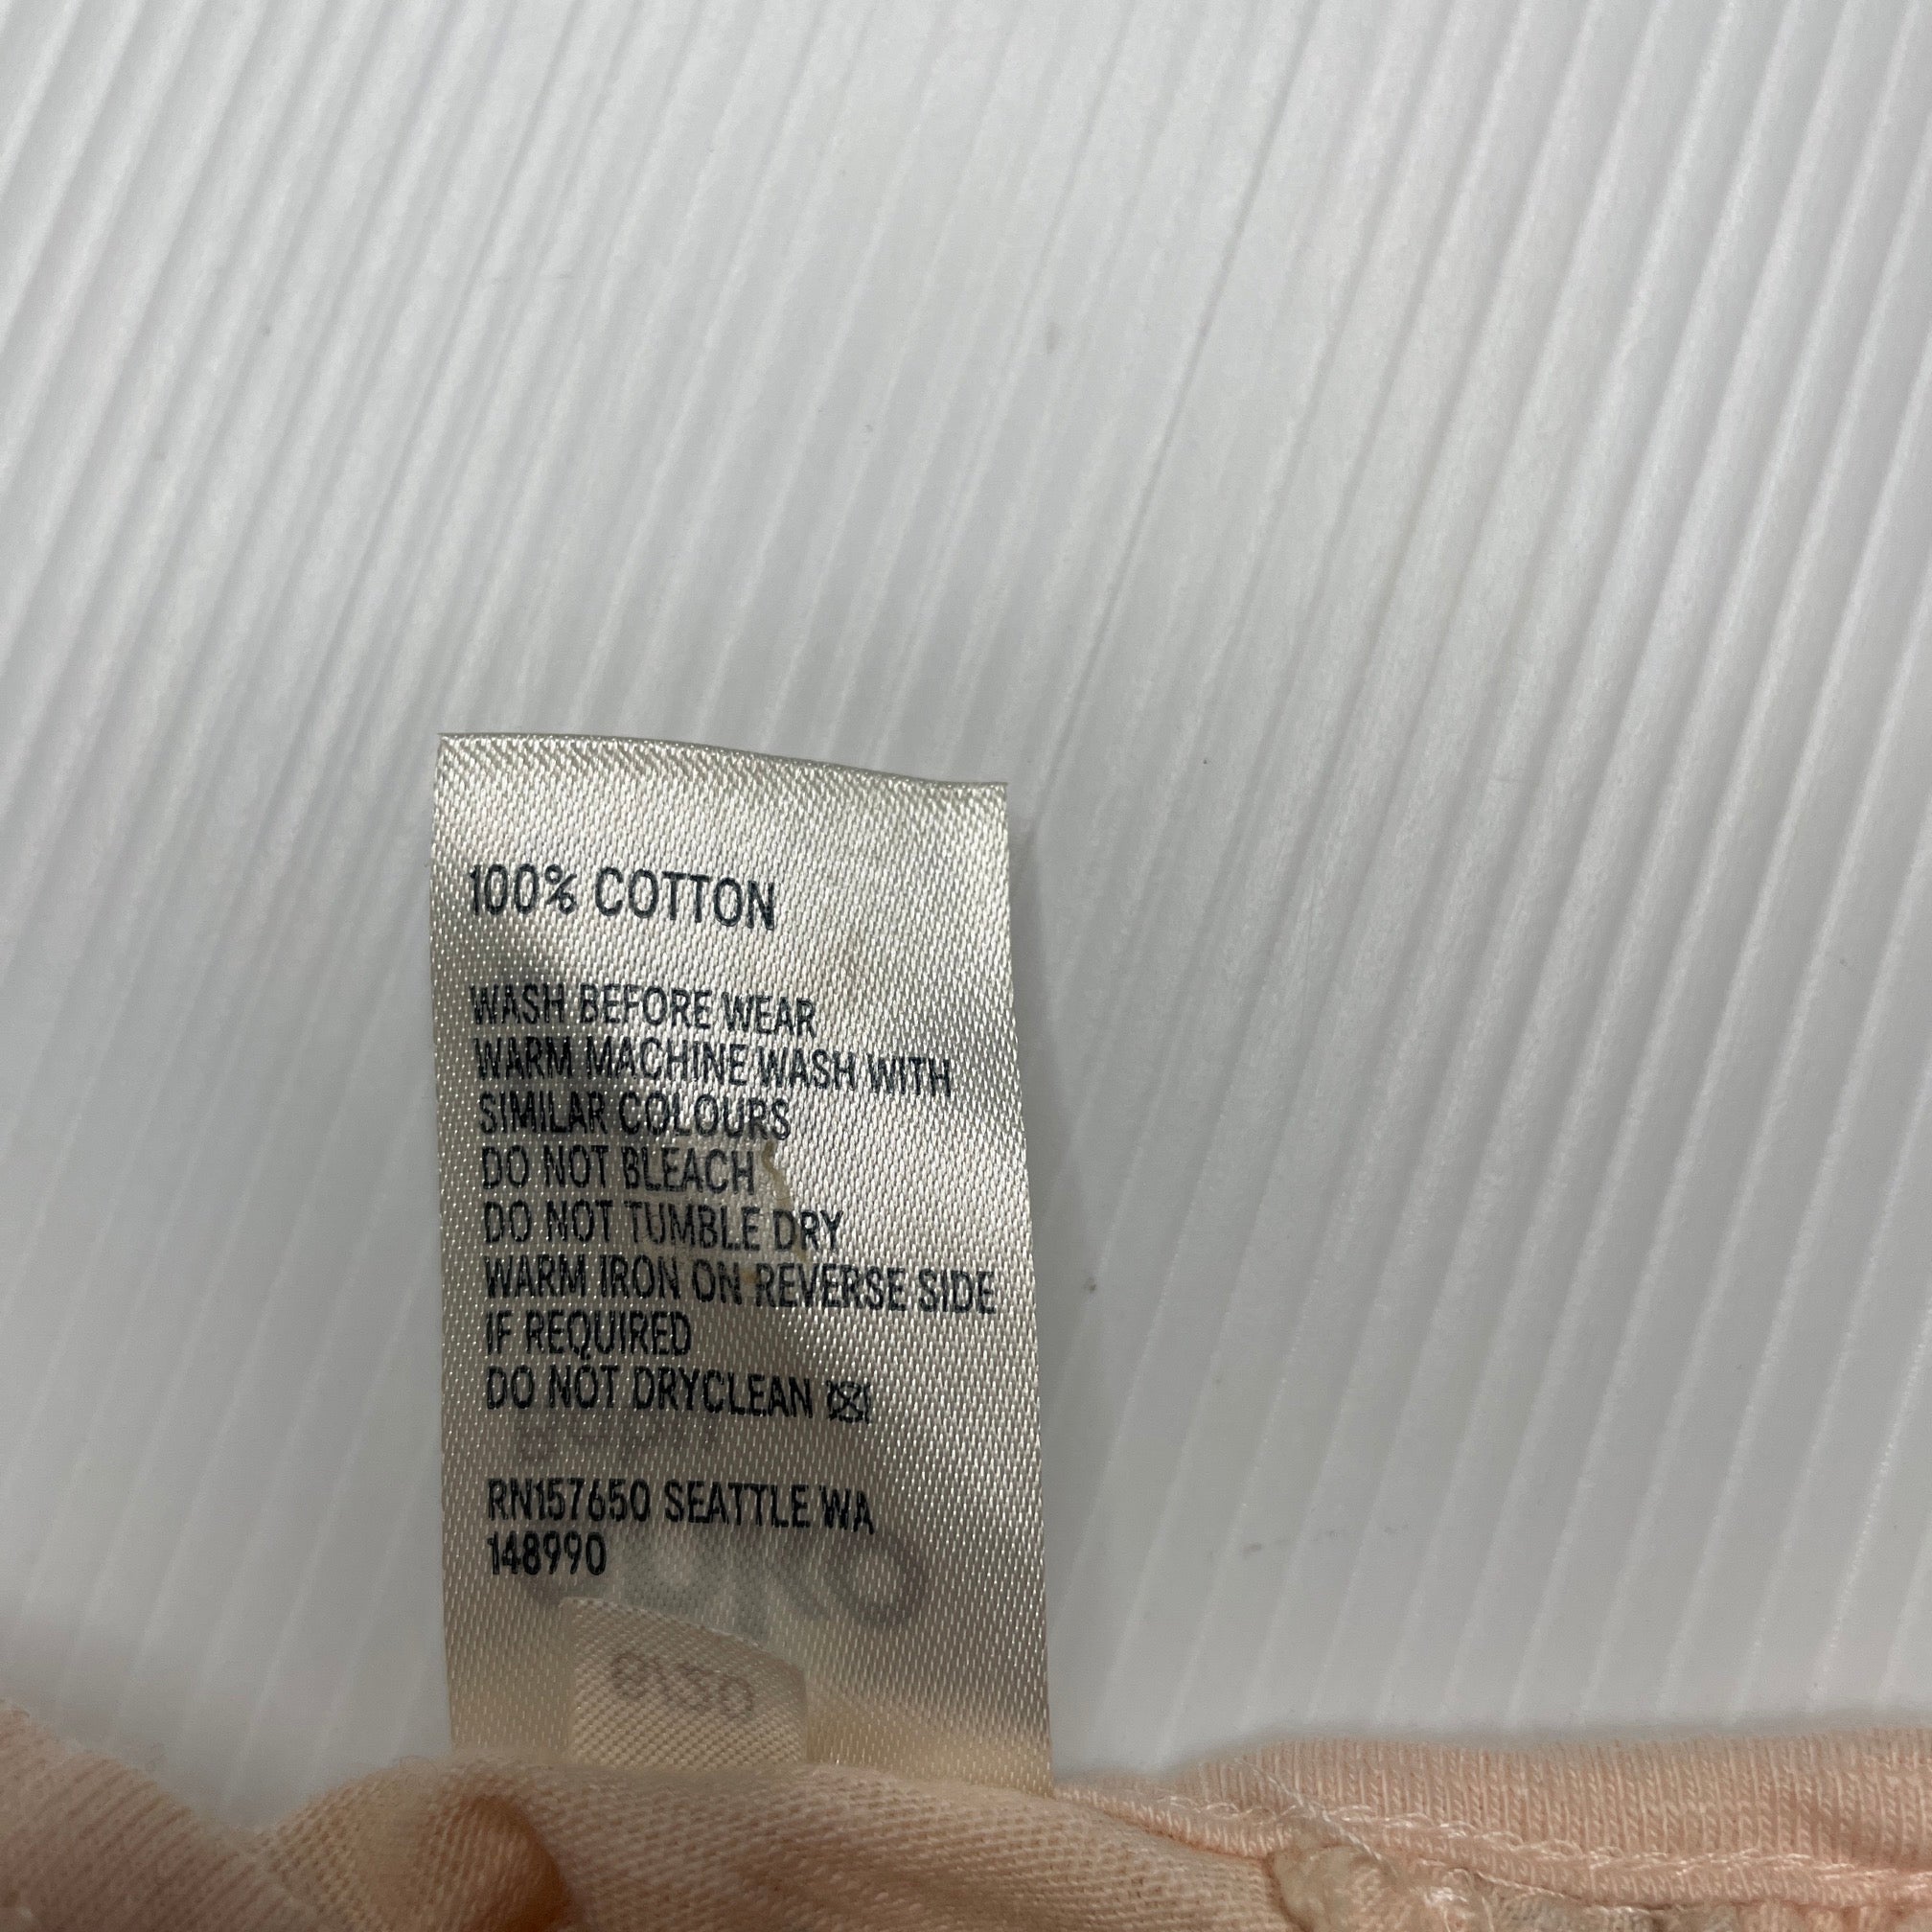 100% COTTON
WASH BEFORE WEAR
WARM MACHINE WASH WITH
SIMILAR COLOURS
DO NOT BLEACH
DO NOT TUMBLE DRY
WARM IRON ON REVERSE SIDE
IF REQUIRED
DO NOT DRYCLEAN
RN157650 SEATTLE WA
148990